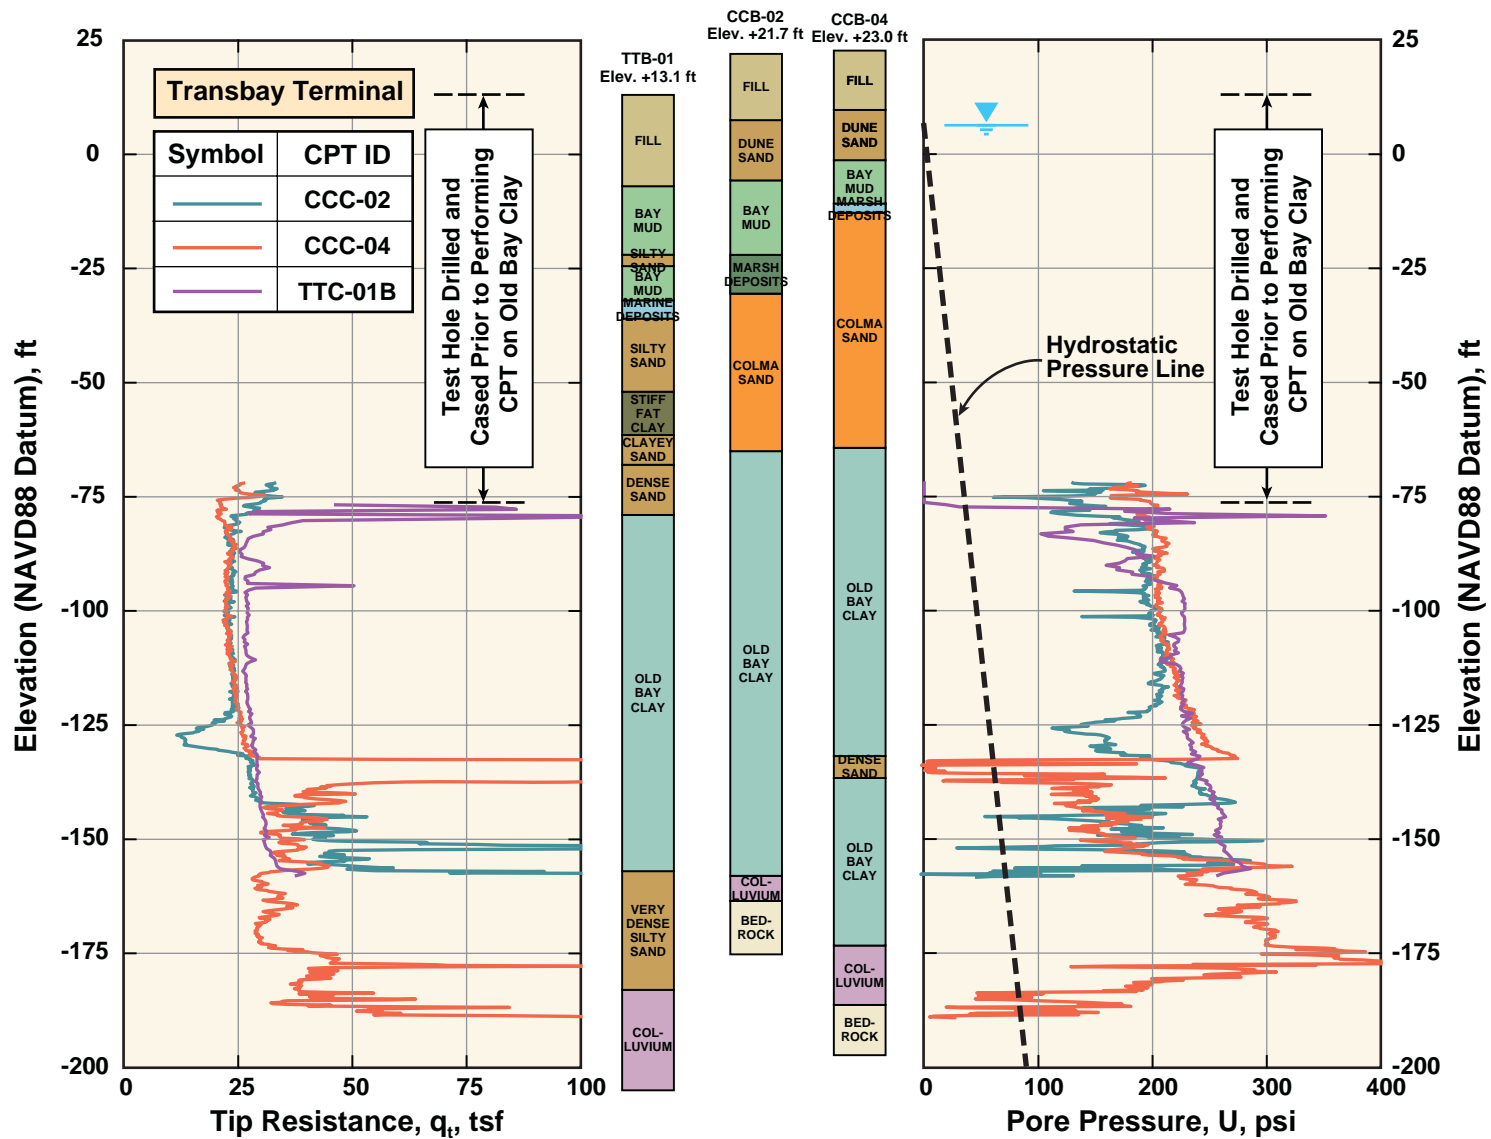 CCB-02
Elev. +21.7 ft
CCB-04
Elev. +23.0 ft
TTB-01
Elev. +13.1 ft
25
0
-25
-50
-75
-100
-125
-150
-175
-200
Elevation (NAVD88 Datum), ft
Transbay Terminal
Symbol
CPT ID
CCC-02
CCC-04
TTC-01B
Test Hole Drilled and
Cased Prior to Performing
CPT on Old Bay Clay
0
25
50
75
100
Tip Resistance, qt, tsf
FILL
BAY
MUD
SILTY
SAND
BAY
MUD
MARINE
DEPOSITS
SILTY
SAND
STIFF
FAT
CLAY
CLAYEY
SAND
DENSE
SAND
OLD
BAY
CLAY
VERY
DENSE
SILTY
SAND
COL-
LUVIUM
FILL
DUNE
SAND
BAY
MUD
MARSH
DEPOSITS
COLMA
SAND
OLD
BAY
CLAY
COL-
LUVIUM
BED-
ROCK
FILL
DUNE
SAND
BAY
MUD
MARSH
DEPOSITS
COLMA
SAND
OLD
BAY
CLAY
DENSE
SAND
OLD
BAY
CLAY
COL-
LUVIUM
BED-
ROCK
Hydrostatic
Pressure Line
Test Hole Drilled and
Cased Prior to Performing
CPT on Old Bay Clay
0
100
200
300
400
Pore Pressure, U, psi
25
0
-25
-50
-75
-100
-125
-150
-175
-200
Elevation (NAVD88 Datum), ft